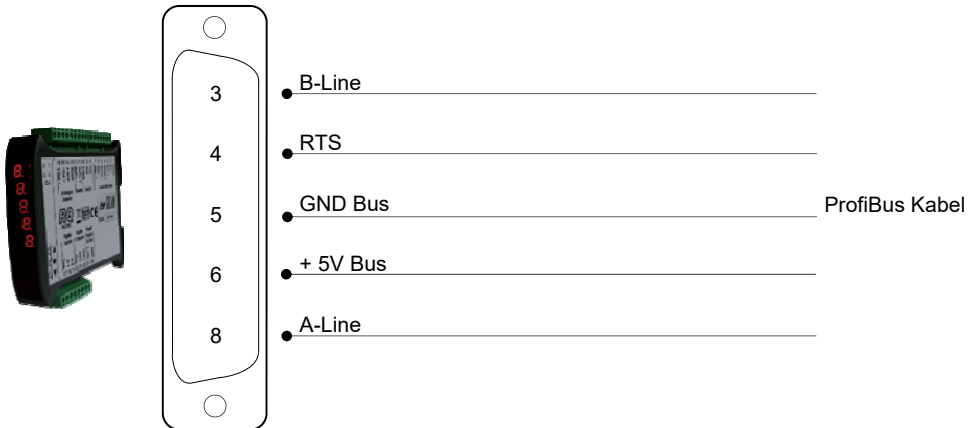 3 B-Line
4 RTS
5 GND Bus
ProfiBus Kabel
6 + 5V Bus
8 A-Line